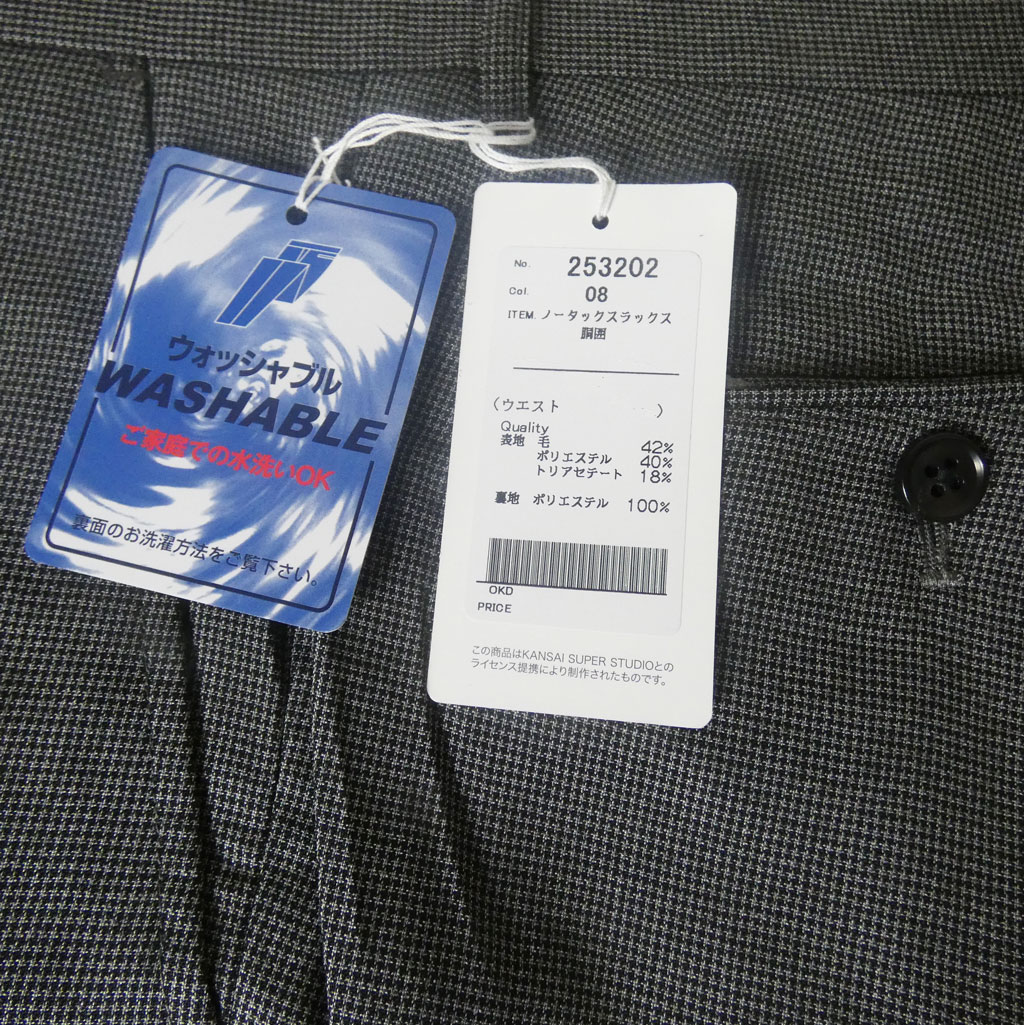 ウォッシャブル
WASHABLE
ご家庭での水洗いOK
裏面のお洗濯方法をご覧下さい。
No. 253202
Col. 08
ITEM. ノータックスラックス
胴囲
(ウエスト )
Quality
表地 毛 42%
ポリエステル 40%
トリアセテート 18%
裏地 ポリエステル 100%
OKD
PRICE
この商品はKANSAI SUPER STUDIOとの
ライセンス提携により制作されたものです。